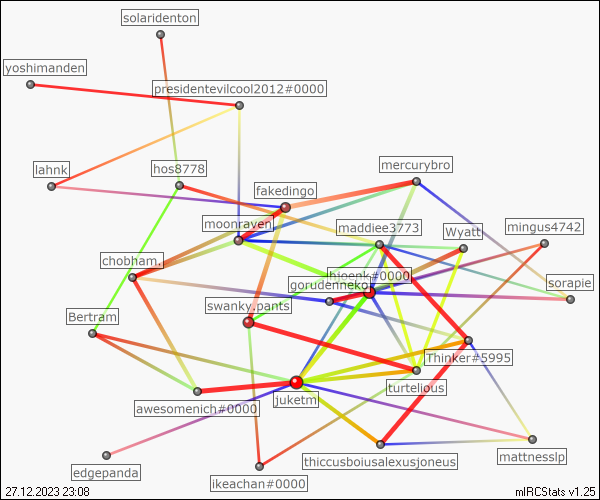 solaridenton
yoshimanden
presidentevilcool2012#0000
lahnk
hos8778
mercurybro
fakedingo
moonraven
maddiee3773
Wyatt
mingus4742
chobham.
hjoenk#0000
gorudenneko
sorapie
swanky.pants
Bertram
Thinker#5995
turtelious
juketm
awesomenich#0000
mattnesslp
thiccusboiusalexusjoneus
edgepanda
ikeachan#0000
27.12.2023 23:08
mIRCStats v1.25